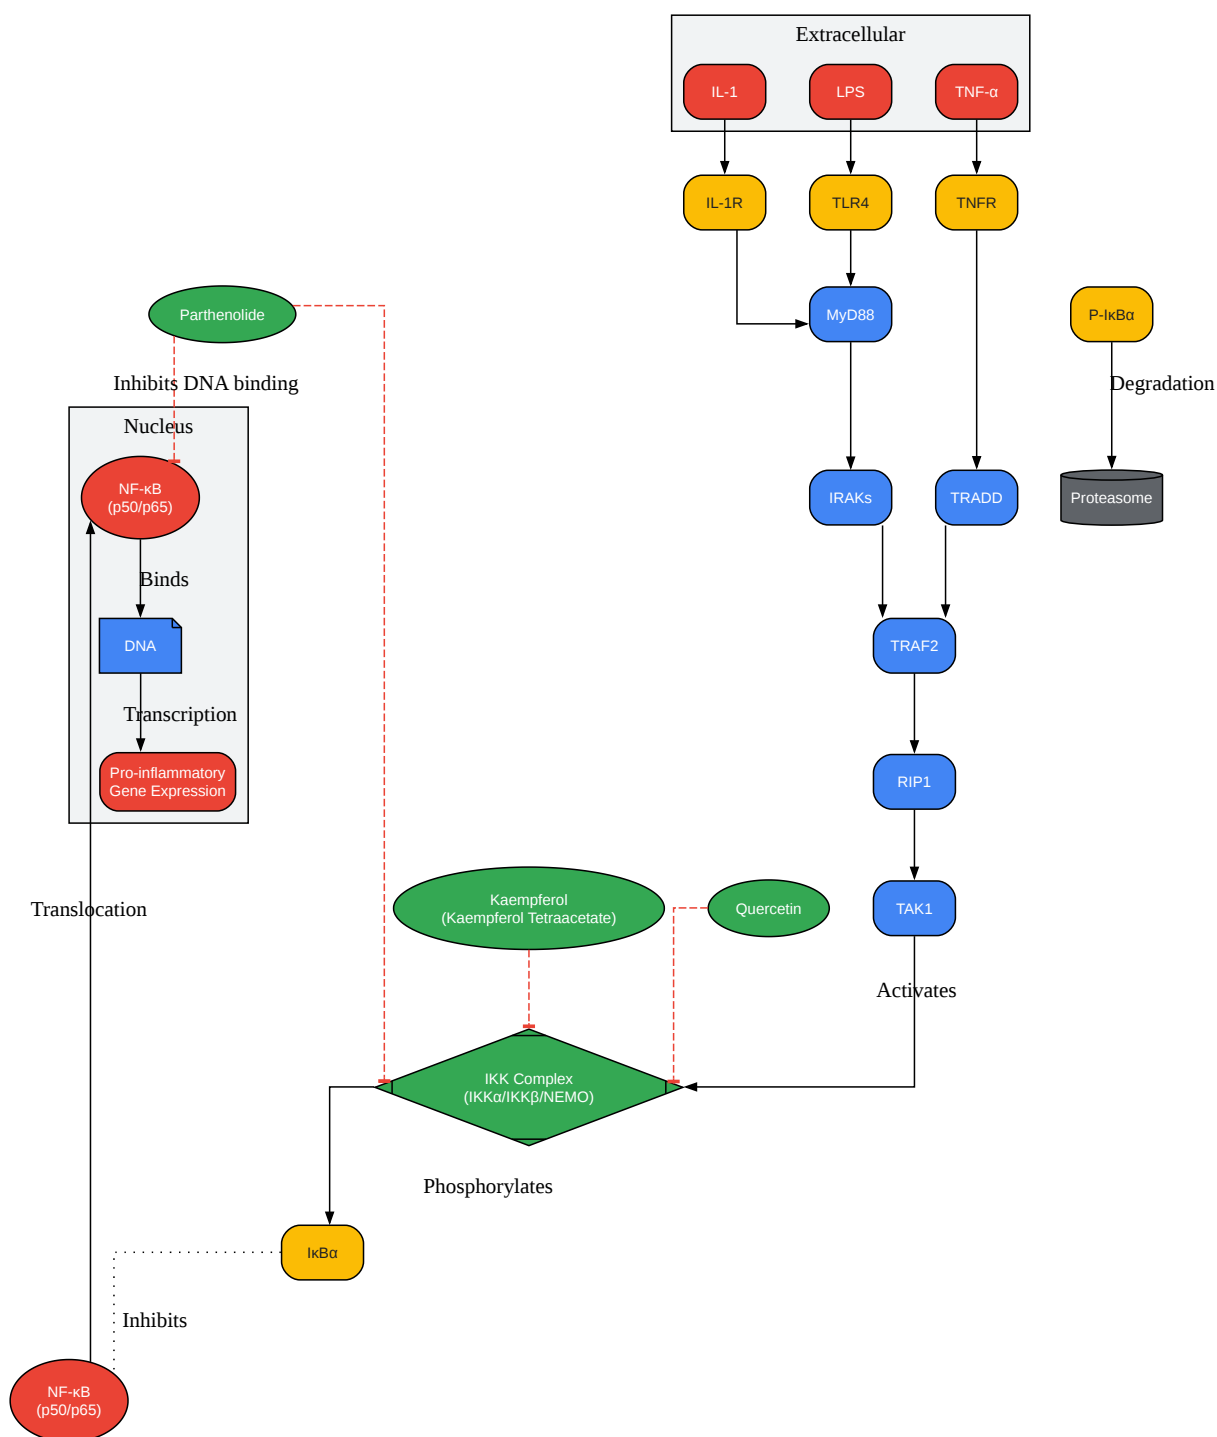 Extracellular
IL-1
LPS
TNF-α
IL-1R
TLR4
TNFR
Parthenolide
MyD88
P-IκBα
Inhibits DNA binding
Degradation
Nucleus
NF-κB
(p50/p65)
IRAKs
TRADD
Proteasome
Binds
DNA
TRAF2
Transcription
Pro-inflammatory
Gene Expression
RIP1
Kaempferol
(Kaempferol Tetraacetate)
Quercetin
TAK1
Translocation
Activates
IKK Complex
(IKKα/IKKβ/NEMO)
Phosphorylates
IκBα
Inhibits
NF-κB
(p50/p65)